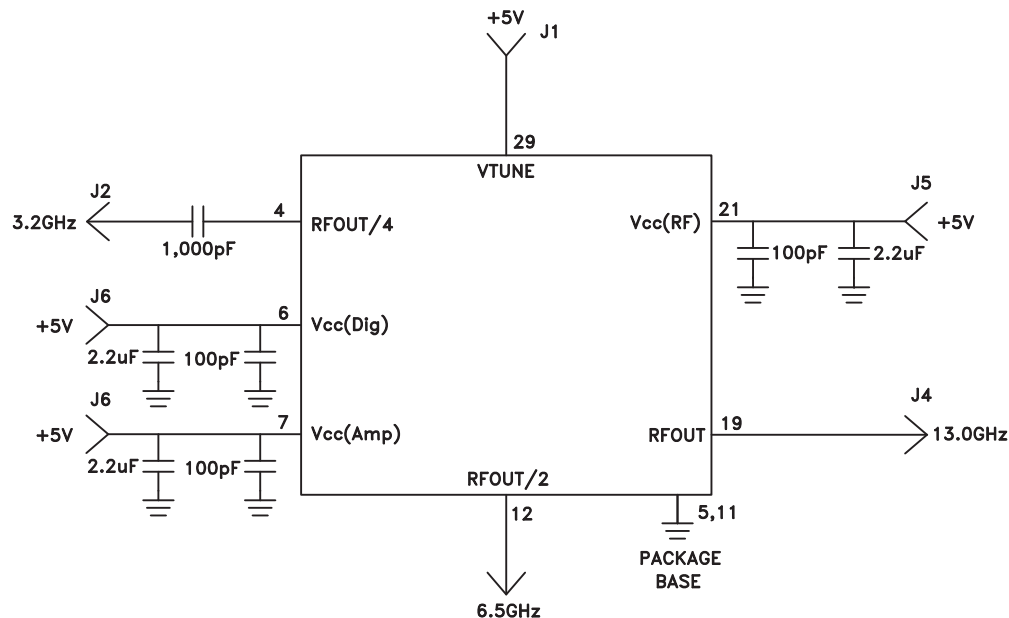 +5V
J1
29
VTUNE
J2
3.2GHz
1,000pF
4
RFOUT/4
Vcc(RF)
21
J5
+5V
100pF
2.2uF
J6
+5V
6
Vcc(Dig)
2.2uF
100pF
J6
+5V
7
Vcc(Amp)
2.2uF
100pF
RFOUT
19
J4
13.0GHz
RFOUT/2
12
6.5GHz
5,11
PACKAGE
BASE